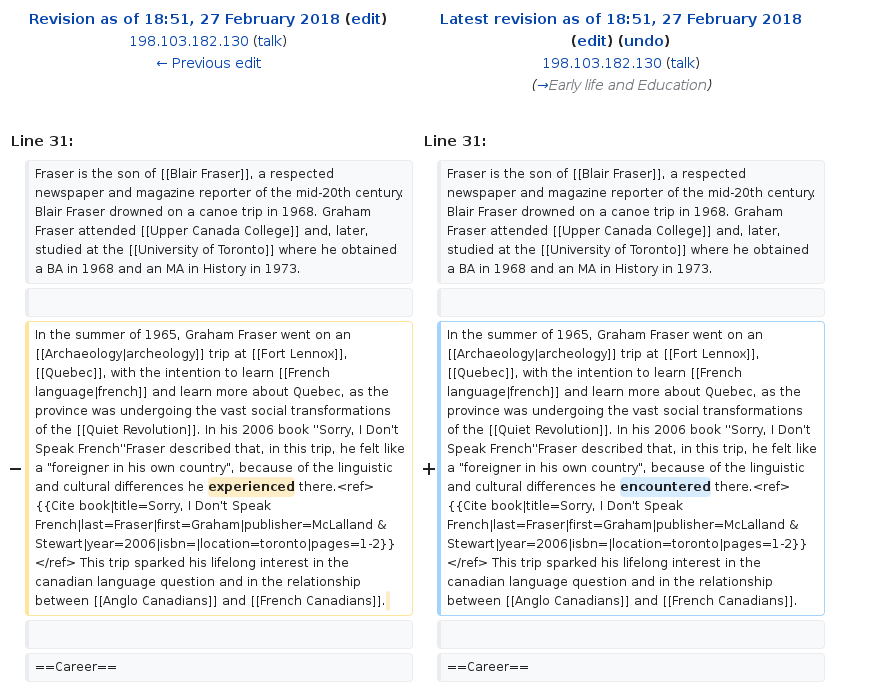 Revision as of 18:51, 27 February 2018 (edit)
198.103.182.130 (talk)
← Previous edit
Latest revision as of 18:51, 27 February 2018
(edit) (undo)
198.103.182.130 (talk)
(→Early life and Education)
Line 31:
Line 31:
Fraser is the son of [[Blair Fraser]], a respected
newspaper and magazine reporter of the mid-20th century.
Blair Fraser drowned on a canoe trip in 1968. Graham
Fraser attended [[Upper Canada College]] and, later,
studied at the [[University of Toronto]] where he obtained
a BA in 1968 and an MA in History in 1973.
Fraser is the son of [[Blair Fraser]], a respected
newspaper and magazine reporter of the mid-20th century.
Blair Fraser drowned on a canoe trip in 1968. Graham
Fraser attended [[Upper Canada College]] and, later,
studied at the [[University of Toronto]] where he obtained
a BA in 1968 and an MA in History in 1973.
−
In the summer of 1965, Graham Fraser went on an
[[Archaeology|archeology]] trip at [[Fort Lennox]],
[[Quebec]], with the intention to learn [[French
language|french]] and learn more about Quebec, as the
province was undergoing the vast social transformations
of the [[Quiet Revolution]]. In his 2006 book ''Sorry, I Don't
Speak French''Fraser described that, in this trip, he felt like
a "foreigner in his own country", because of the linguistic
and cultural differences he experienced there.<ref>
{{Cite book|title=Sorry, I Don't Speak
French|last=Fraser|first=Graham|publisher=McLalland &
Stewart|year=2006|isbn=|location=toronto|pages=1-2}}
</ref> This trip sparked his lifelong interest in the
canadian language question and in the relationship
between [[Anglo Canadians]] and [[French Canadians]].
+
In the summer of 1965, Graham Fraser went on an
[[Archaeology|archeology]] trip at [[Fort Lennox]],
[[Quebec]], with the intention to learn [[French
language|french]] and learn more about Quebec, as the
province was undergoing the vast social transformations
of the [[Quiet Revolution]]. In his 2006 book ''Sorry, I Don't
Speak French''Fraser described that, in this trip, he felt like
a "foreigner in his own country", because of the linguistic
and cultural differences he encountered there.<ref>
{{Cite book|title=Sorry, I Don't Speak
French|last=Fraser|first=Graham|publisher=McLalland &
Stewart|year=2006|isbn=|location=toronto|pages=1-2}}
</ref> This trip sparked his lifelong interest in the
canadian language question and in the relationship
between [[Anglo Canadians]] and [[French Canadians]].
==Career==
==Career==